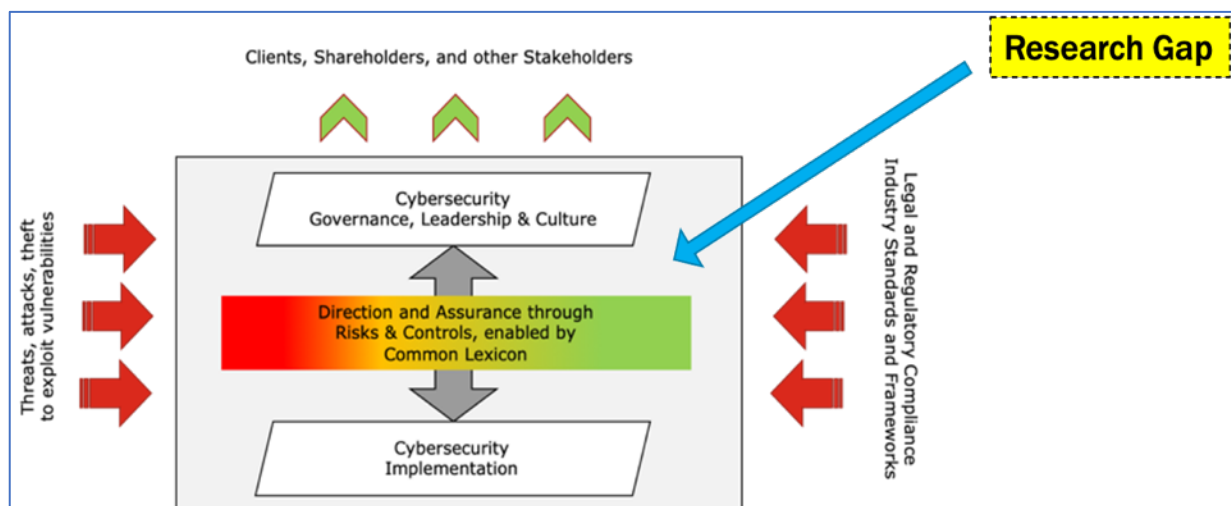 Research Gap
Clients, Shareholders, and other Stakeholders
Cybersecurity
Governance, Leadership & Culture
Threats, attacks, theft
to exploit vulnerabilities
Direction and Assurance through
Risks & Controls, enabled by
Common Lexicon
Legal and Regulatory Compliance
Industry Standards and Frameworks
Cybersecurity
Implementation